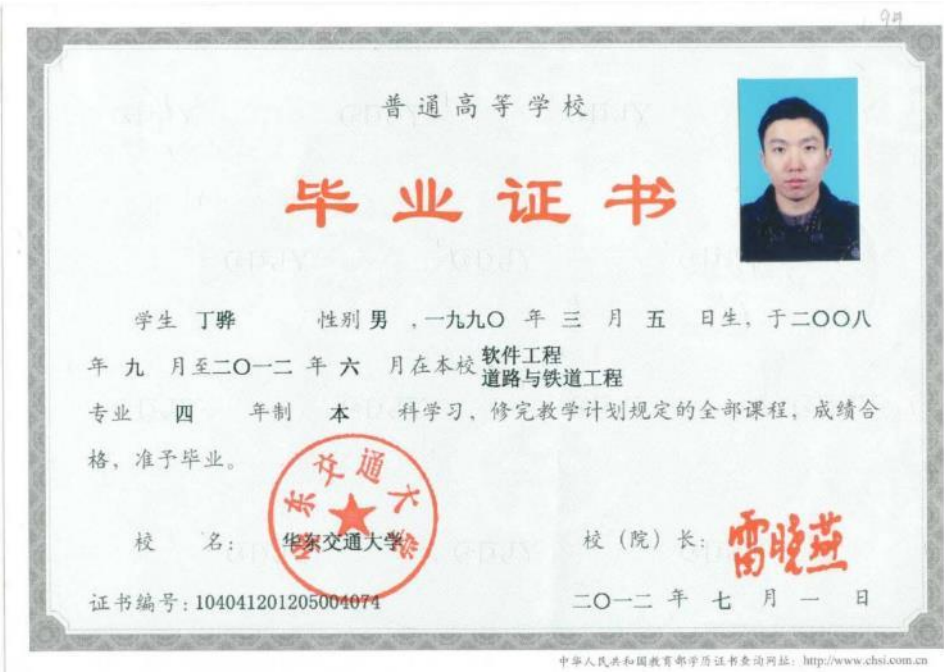 普通高等学校
毕业证书
学生 丁骅 性别 男 ,一九九〇 年 三 月 五 日生, 于二〇〇八
年 九 月至二〇一二 年 六 月在本校 软件工程
道路与铁道工程
专业 四 年制 本 科学习, 修完教学计划规定的全部课程, 成绩合
格, 准予毕业。
华东交通大学
校 名: 华东交通大学 校 (院) 长: 雷晓燕
证书编号: 104041201205004074 二〇一二 年 七 月 一 日
中华人民共和国教育部学历证书查询网址: http://www.chsi.com.cn